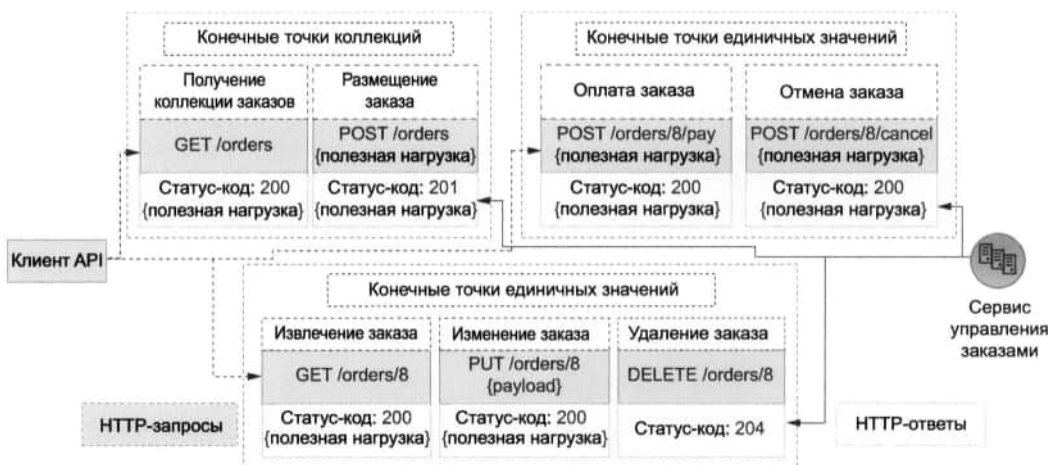 Конечные точки коллекций
Получение
коллекции заказов
GET /orders
Статус-код: 200
{полезная нагрузка}
Размещение
заказа
POST /orders
{полезная нагрузка}
Статус-код: 201
{полезная нагрузка}
Конечные точки единичных значений
Оплата заказа
POST /orders/8/pay
{полезная нагрузка}
Статус-код: 200
{полезная нагрузка}
Отмена заказа
POST /orders/8/cancel
{полезная нагрузка}
Статус-код: 200
{полезная нагрузка}
Клиент API
Конечные точки единичных значений
Извлечение заказа
GET /orders/8
Статус-код: 200
{полезная нагрузка}
Изменение заказа
PUT /orders/8
{payload}
Статус-код: 200
{полезная нагрузка}
Удаление заказа
DELETE /orders/8
Статус-код: 204
Сервис
управления
заказами
HTTP-запросы
HTTP-ответы